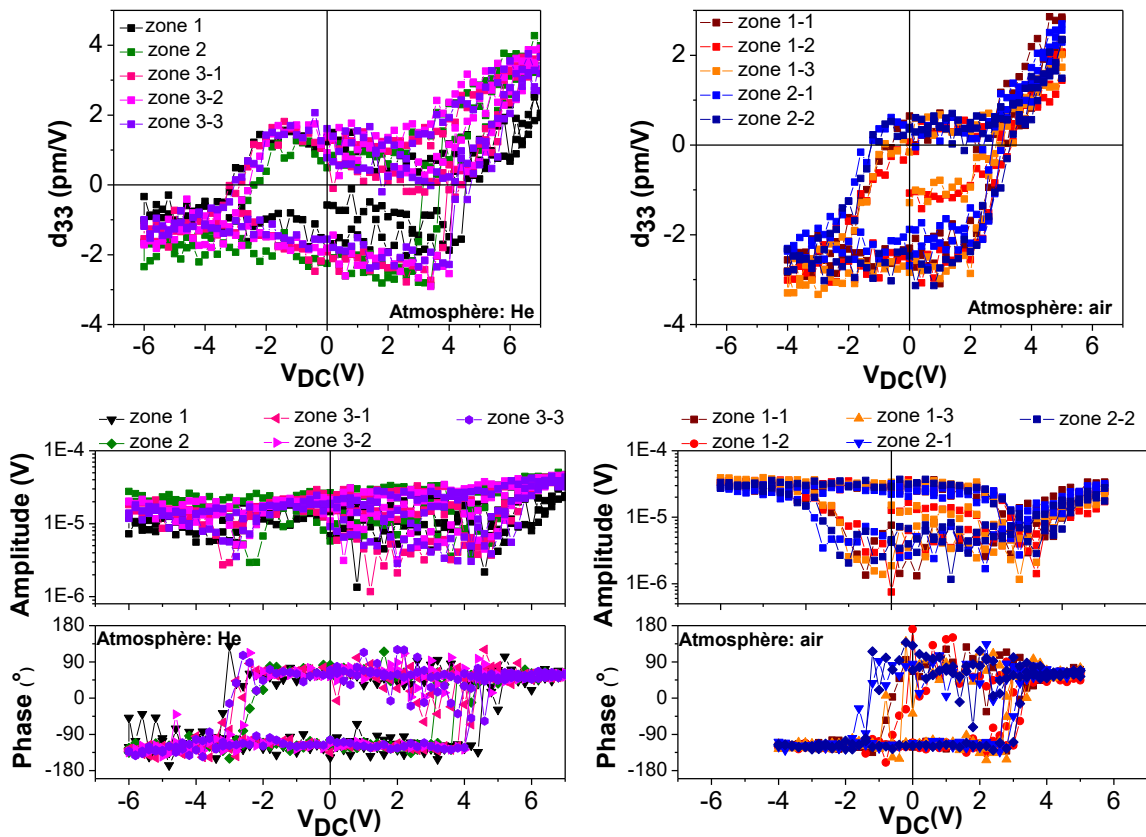 zone 1
zone 2
zone 3-1
zone 3-2
zone 3-3
4
2
0
-2
-4
d33 (pm/V)
Atmosphère: He
-6 -4 -2 0 2 4 6
VDC(V)
zone 1-1
zone 1-2
zone 1-3
zone 2-1
zone 2-2
2
0
-2
-4
d33 (pm/V)
Atmosphère: air
-6 -4 -2 0 2 4 6
VDC(V)
zone 1 zone 3-1 zone 3-3
zone 2 zone 3-2
1E-4
1E-5
1E-6
Amplitude (V)
180
90
0
-90
-180
Phase (°)
Atmosphère: He
-6 -4 -2 0 2 4 6
VDC(V)
zone 1-1 zone 1-3 zone 2-2
zone 1-2 zone 2-1
1E-4
1E-5
1E-6
Amplitude (V)
180
90
0
-90
-180
Phase (°)
Atmosphère: air
-6 -4 -2 0 2 4 6
VDC(V)